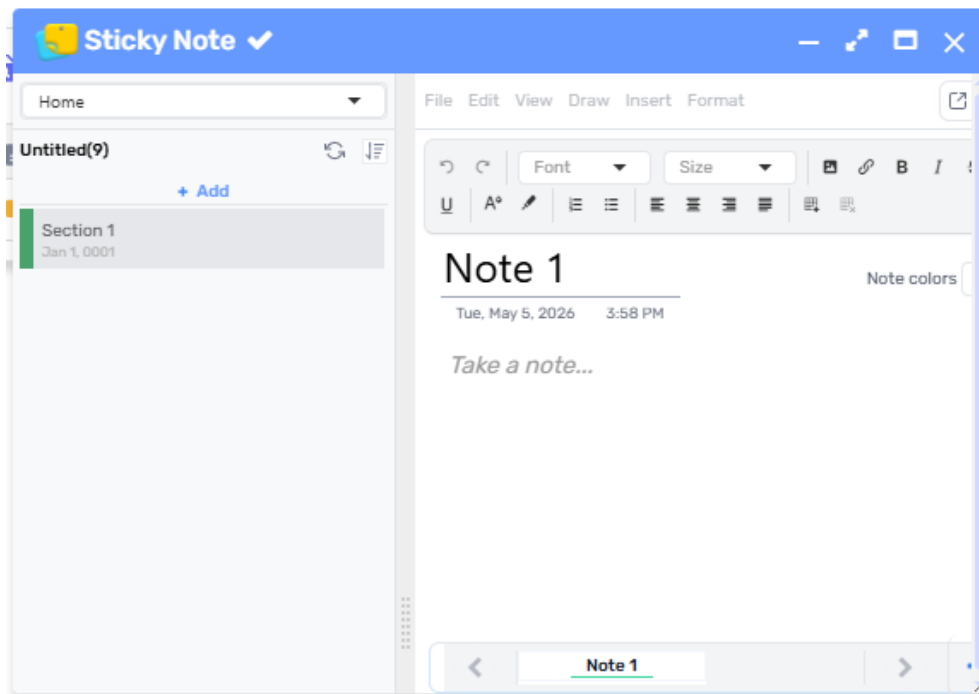 Sticky Note
Home
Untitled(9)
+ Add
Section 1
Jan 1, 0001
File Edit View Draw Insert Format
Font Size B I
U A
Note 1
Note colors
Tue, May 5, 2026 3:58 PM
Take a note...
Note 1